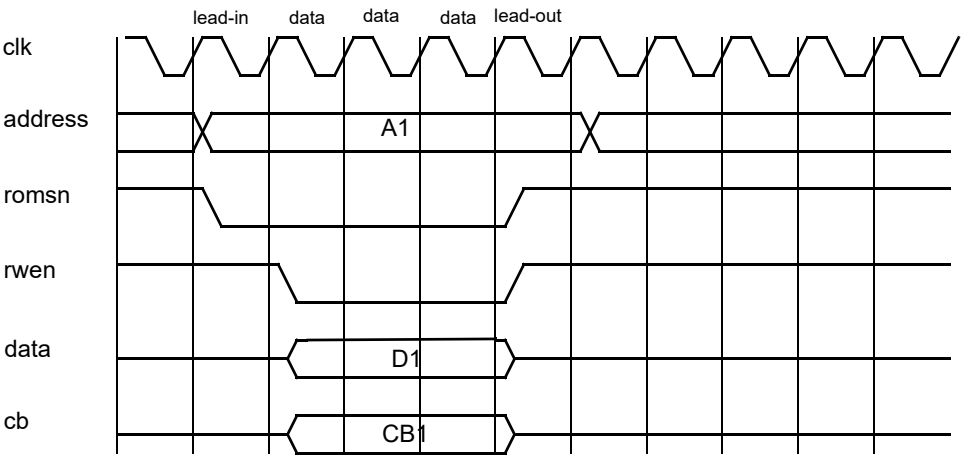 lead-in data data data lead-out
clk
address A1
romsn
rwen
data D1
cb CB1